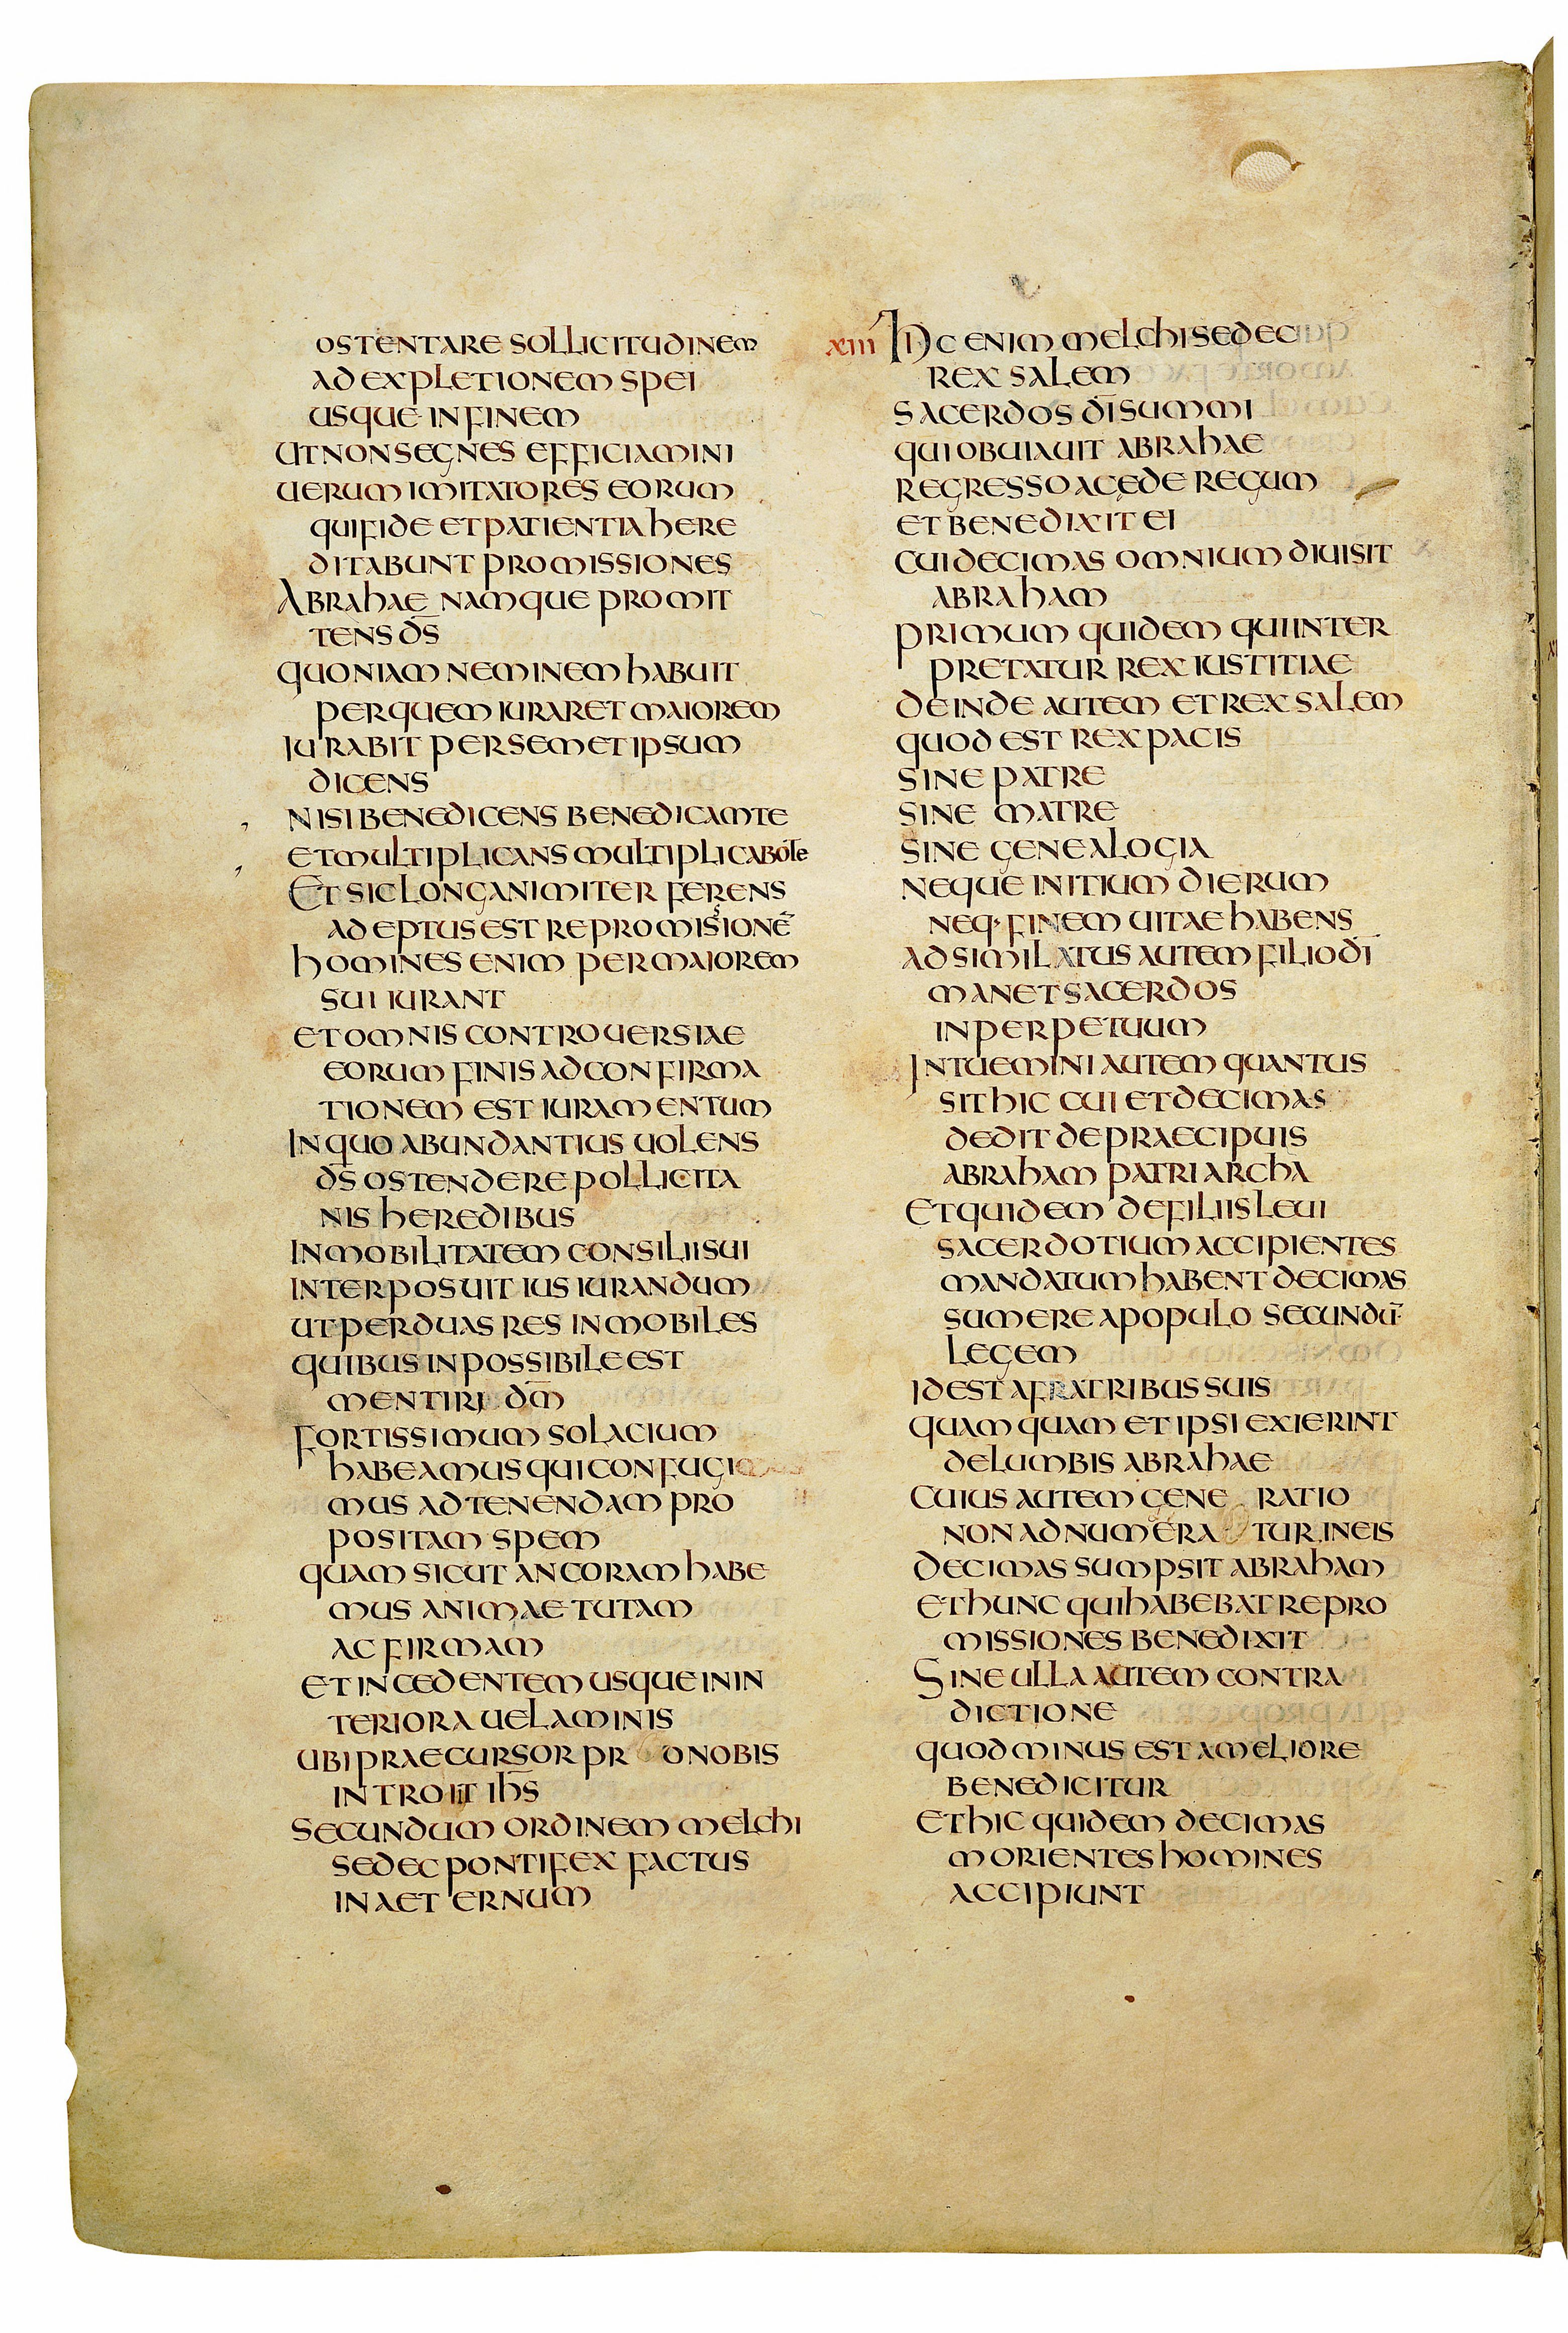 OSTENTARE SOLLICITUDINEM
AD EXPLETIONEM SPEI
USQUE IN FINEM
UT NON SEGNES EFFICIAMINI
UERUM IMITATORES EORUM
QUI FIDE ET PATIENTIA HERE
DITABUNT PROMISSIONES
ABRAHAE NAMQUE PROMIT
TENS D̅S̅
QUONIAM NEMINEM HABUIT
PER QUEM IURARET MAIOREM
IURABIT PER SEMET IPSUM
DICENS
NISI BENEDICENS BENEDICAM TE
ET MULTIPLICANS MULTIPLICABO TE
ET SIC LONGANIMITER FERENS
ADEPTUS EST REPROMISIONE̅
HOMINES ENIM PER MAIOREM
SUI IURANT
ET OMNIS CONTROUERSIAE
EORUM FINIS AD CONFIRMA
TIONEM EST IURAMENTUM
IN QUO ABUNDANTIUS UOLENS
D̅S̅ OSTENDERE POLLICITA
NIS HEREDIBUS
INMOBILITATEM CONSILII SUI
INTERPOSUIT IUS IURANDUM
UT PER DUAS RES INMOBILES
QUIBUS INPOSSIBILE EST
MENTIRI D̅M̅
FORTISSIMUM SOLACIUM
HABEAMUS QUI CONFUGI
MUS AD TENENDAM PRO
POSITAM SPEM
QUAM SICUT ANCORAM HABE
MUS ANIMAE TUTAM
AC FIRMAM
ET INCEDENTEM USQUE IN IN
TERIORA UELAMINIS
UBI PRAECURSOR PRO NOBIS
INTROIIT IH̅S̅
SECUNDUM ORDINEM MELCHI
SEDEC PONTIFEX FACTUS
IN AETERNUM
XIII HIC ENIM MELCHISEDEC
REX SALEM
SACERDOS D̅I̅ SUMMI
QUI OBUIAUIT ABRAHAE
REGRESSO A CEDE REGUM
ET BENEDIXIT EI
CUI DECIMAS OMNIUM DIUISIT
ABRAHAM
PRIMUM QUIDEM QUI INTER
PRETATUR REX IUSTITIAE
DEINDE AUTEM ET REX SALEM
QUOD EST REX PACIS
SINE PATRE
SINE MATRE
SINE GENEALOGIA
NEQUE INITIUM DIERUM
NEQ· FINEM UITAE HABENS
ADSIMILATUS AUTEM FILIO D̅I̅
MANET SACERDOS
IN PERPETUUM
INTUEMINI AUTEM QUANTUS
SIT HIC CUI ET DECIMAS
DEDIT DE PRAECIPUIS
ABRAHAM PATRIARCHA
ET QUIDEM DE FILIIS LEUI
SACERDOTIUM ACCIPIENTES
MANDATUM HABENT DECIMAS
SUMERE A POPULO SECUNDU̅
LEGEM
ID EST A FRATRIBUS SUIS
QUAMQUAM ET IPSI EXIERINT
DE LUMBIS ABRAHAE
CUIUS AUTEM GENERATIO
NON ADNUMERATUR IN EIS
DECIMAS SUMPSIT ABRAHAM
ET HUNC QUI HABEBAT REPRO
MISSIONES BENEDIXIT
SINE ULLA AUTEM CONTRA
DICTIONE
QUOD MINUS EST A MELIORE
BENEDICITUR
ET HIC QUIDEM DECIMAS
MORIENTES HOMINES
ACCIPIUNT